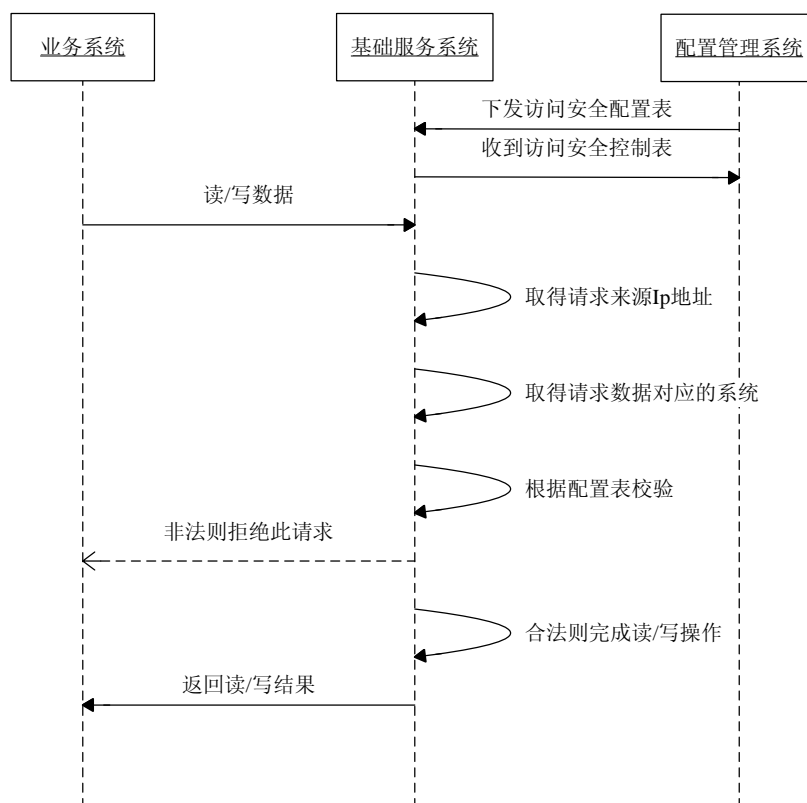 业务系统
基础服务系统
配置管理系统
下发访问安全配置表
收到访问安全控制表
读/写数据
取得请求来源Ip地址
取得请求数据对应的系统
根据配置表校验
非法则拒绝此请求
合法则完成读/写操作
返回读/写结果